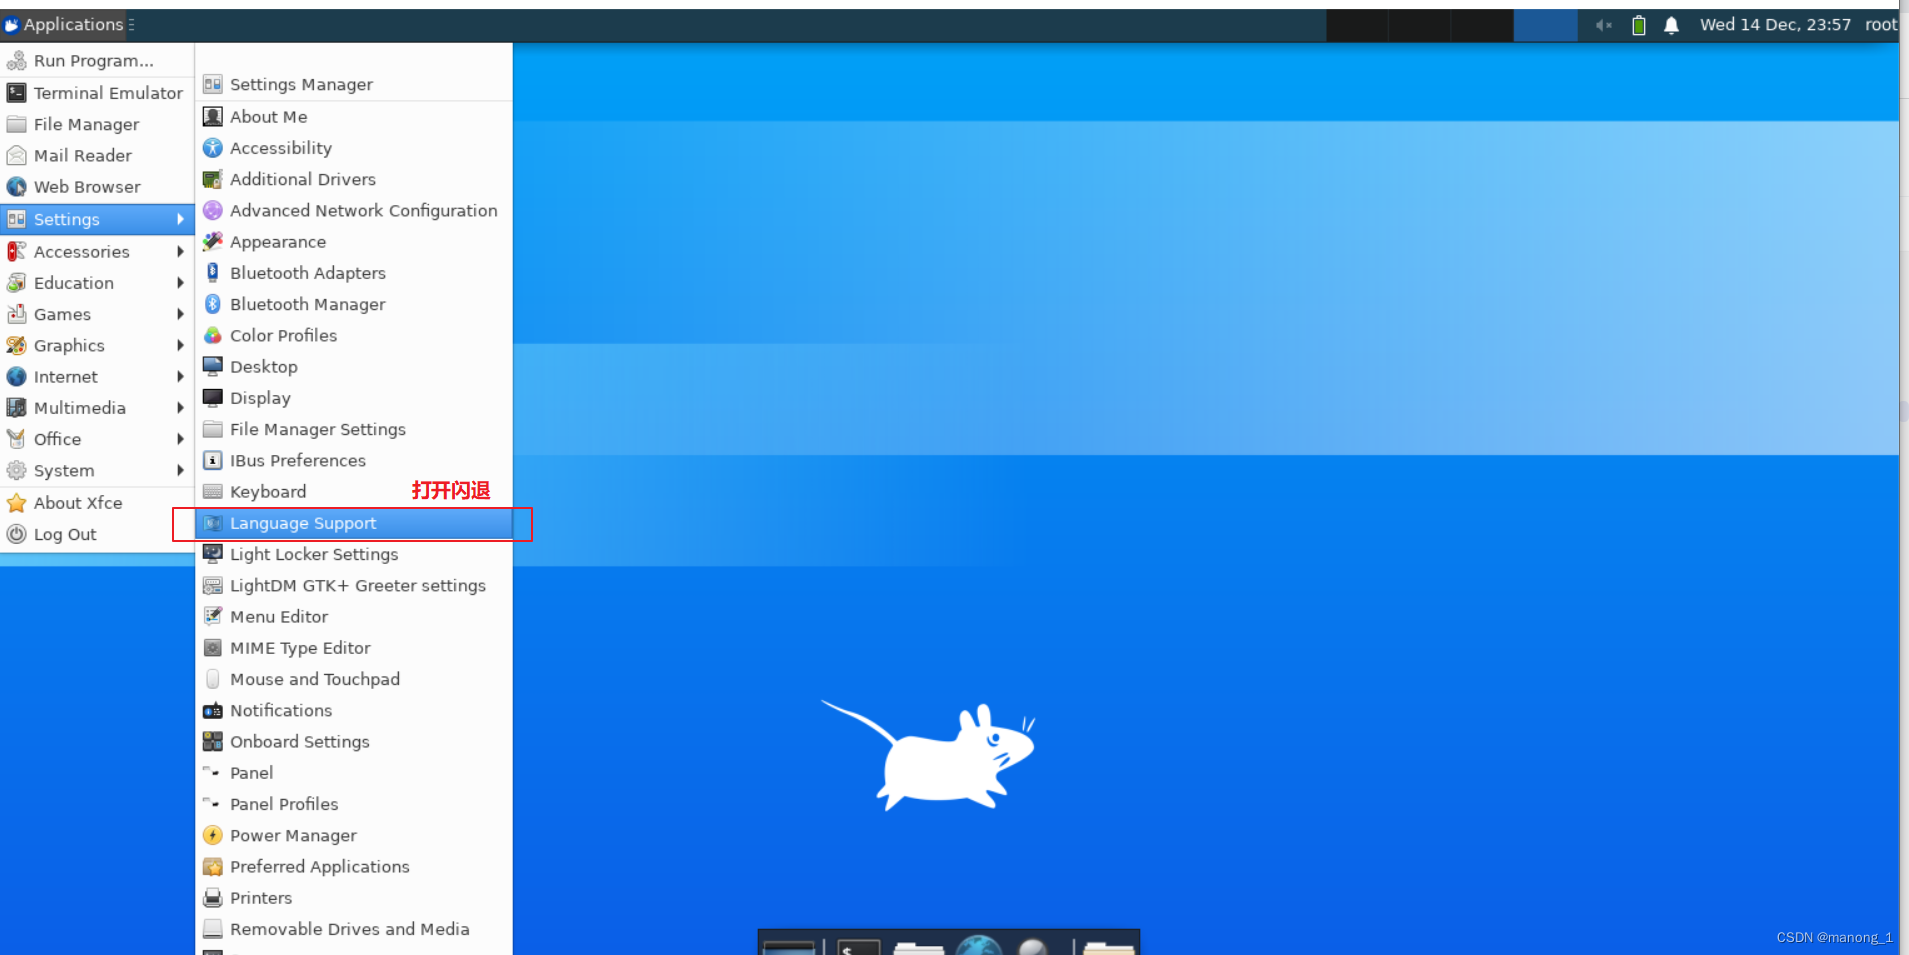 Applications
Wed 14 Dec, 23:57
root
Run Program...
Terminal Emulator
File Manager
Mail Reader
Web Browser
Settings
Accessories
Education
Games
Graphics
Internet
Multimedia
Office
System
About Xfce
Log Out
Settings Manager
About Me
Accessibility
Additional Drivers
Advanced Network Configuration
Appearance
Bluetooth Adapters
Bluetooth Manager
Color Profiles
Desktop
Display
File Manager Settings
IBus Preferences
Keyboard
打开闪退
Language Support
Light Locker Settings
LightDM GTK+ Greeter settings
Menu Editor
MIME Type Editor
Mouse and Touchpad
Notifications
Onboard Settings
Panel
Panel Profiles
Power Manager
Preferred Applications
Printers
Removable Drives and Media
CSDN @manong_1